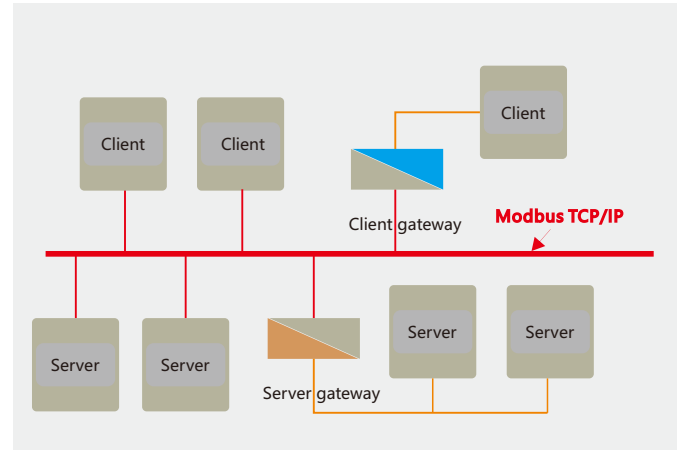 Client
Client
Client
Client gateway
Modbus TCP/IP
Server
Server
Server
Server
Server gateway